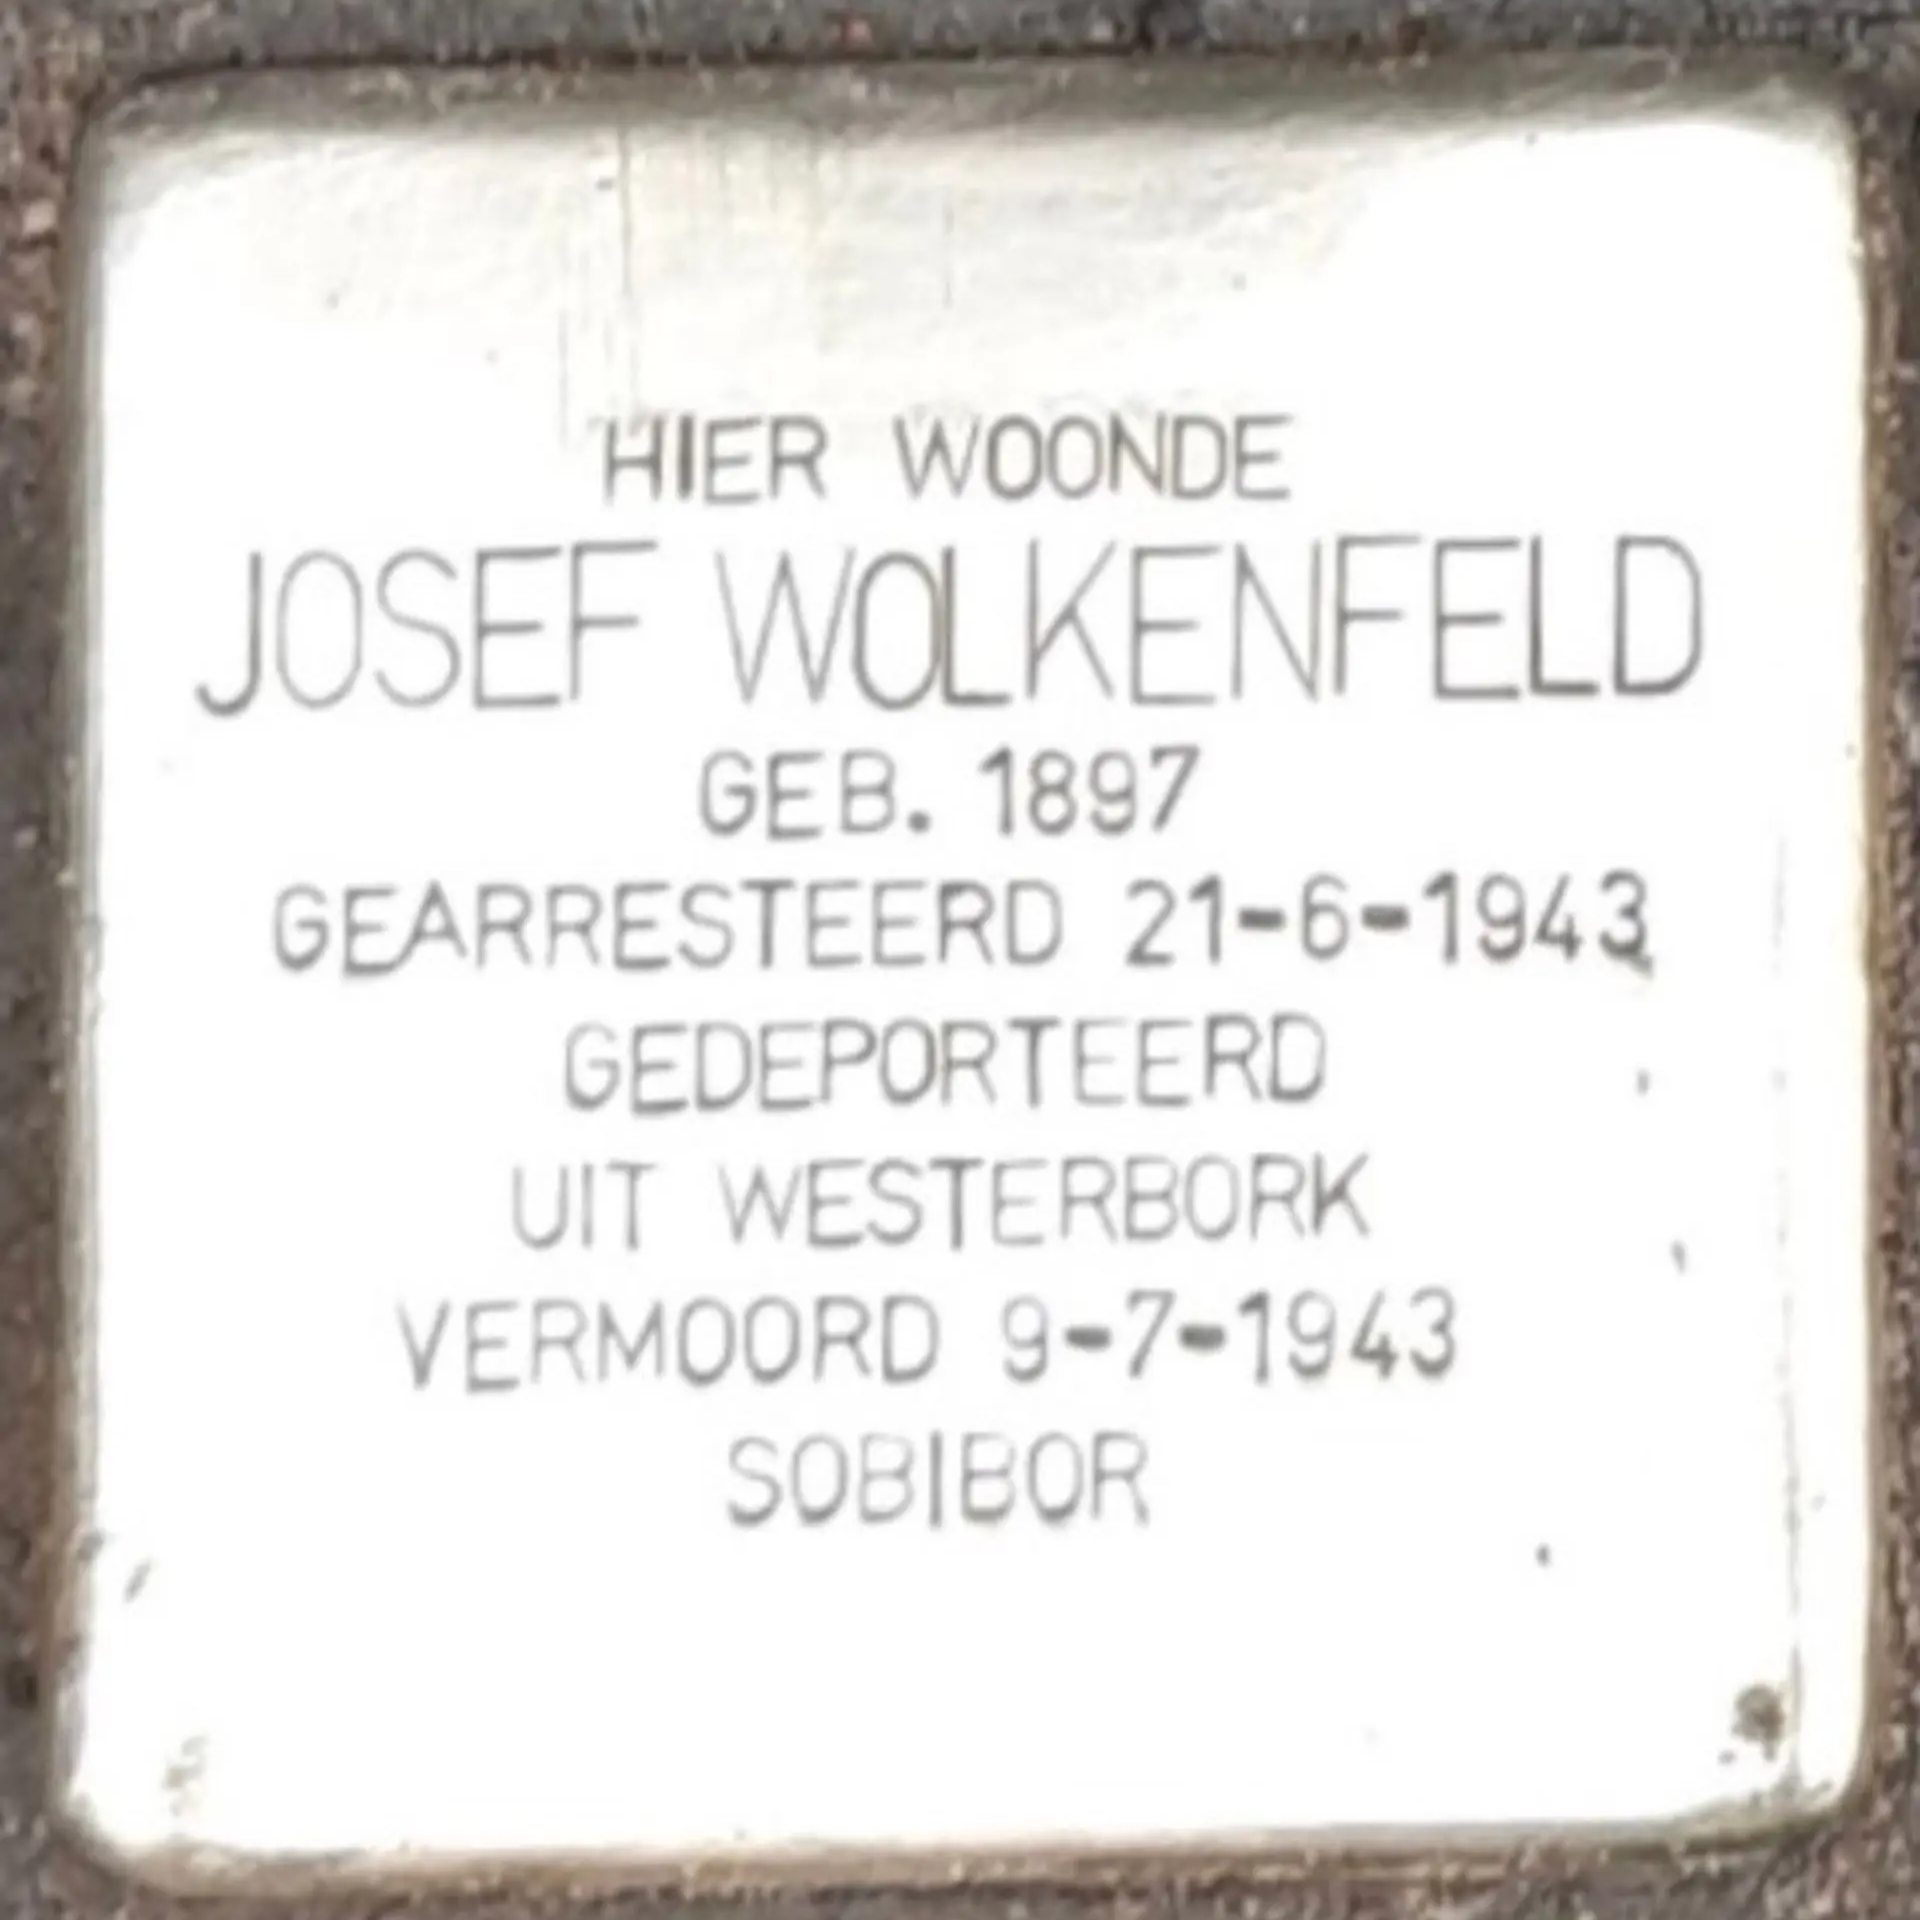 HIER WOONDE
JOSEF WOLKENFELD
GEB. 1897
GEARRESTEERD 21-6-1943
GEDEPORTEERD
UIT WESTERBORK
VERMOORD 9-7-1943
SOBIBOR